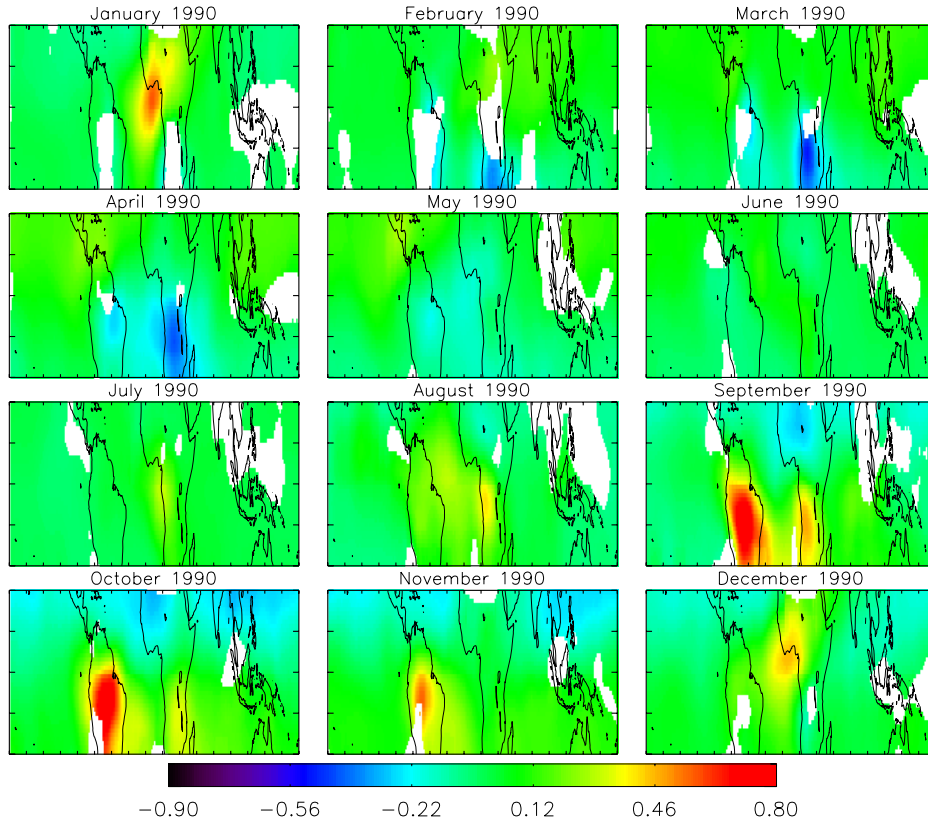 January 1990 February 1990 March 1990
April 1990 May 1990 June 1990
July 1990 August 1990 September 1990
October 1990 November 1990 December 1990
−0.90 −0.56 −0.22 0.12 0.46 0.80